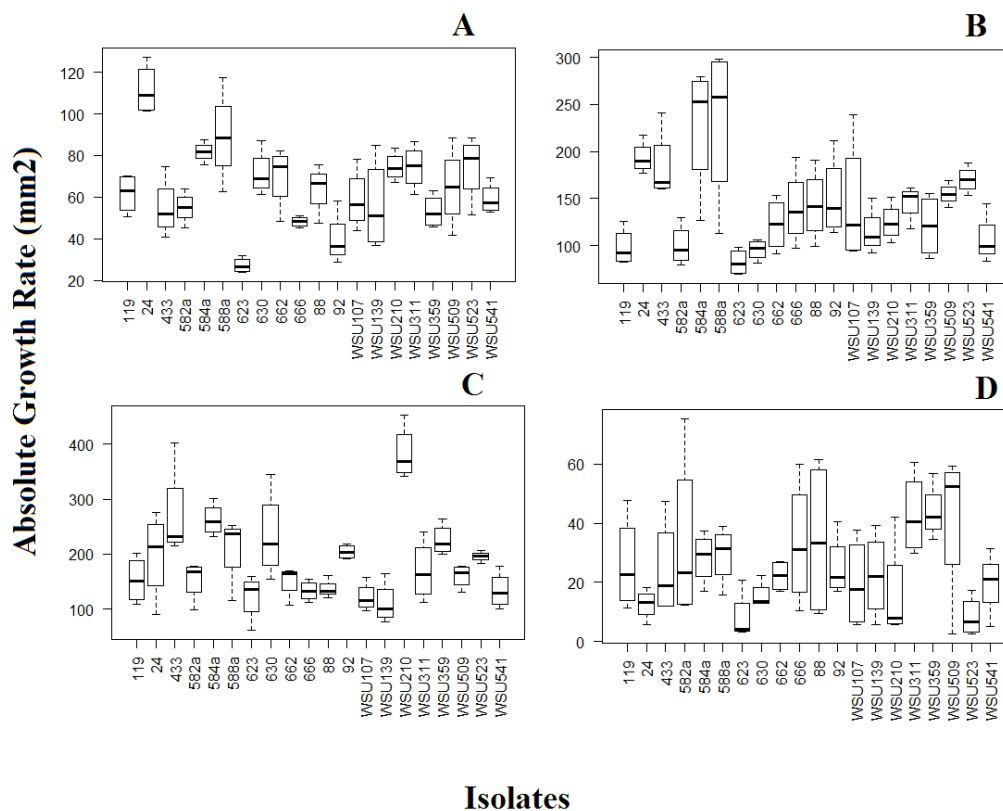 Absolute Growth Rate (mm2)
A
120
100
80
60
40
20
119 24 433 582a 584a 588a 623 630 662 666 88 92 WSU107 WSU139 WSU210 WSU311 WSU359 WSU509 WSU523 WSU541
B
300
250
200
150
100
119 24 433 582a 584a 588a 623 630 662 666 88 92 WSU107 WSU139 WSU210 WSU311 WSU359 WSU509 WSU523 WSU541
C
400
300
200
100
119 24 433 582a 584a 588a 623 630 662 666 88 92 WSU107 WSU139 WSU210 WSU311 WSU359 WSU509 WSU523 WSU541
D
60
40
20
0
119 24 433 582a 584a 588a 623 630 662 666 88 92 WSU107 WSU139 WSU210 WSU311 WSU359 WSU509 WSU523 WSU541
Isolates